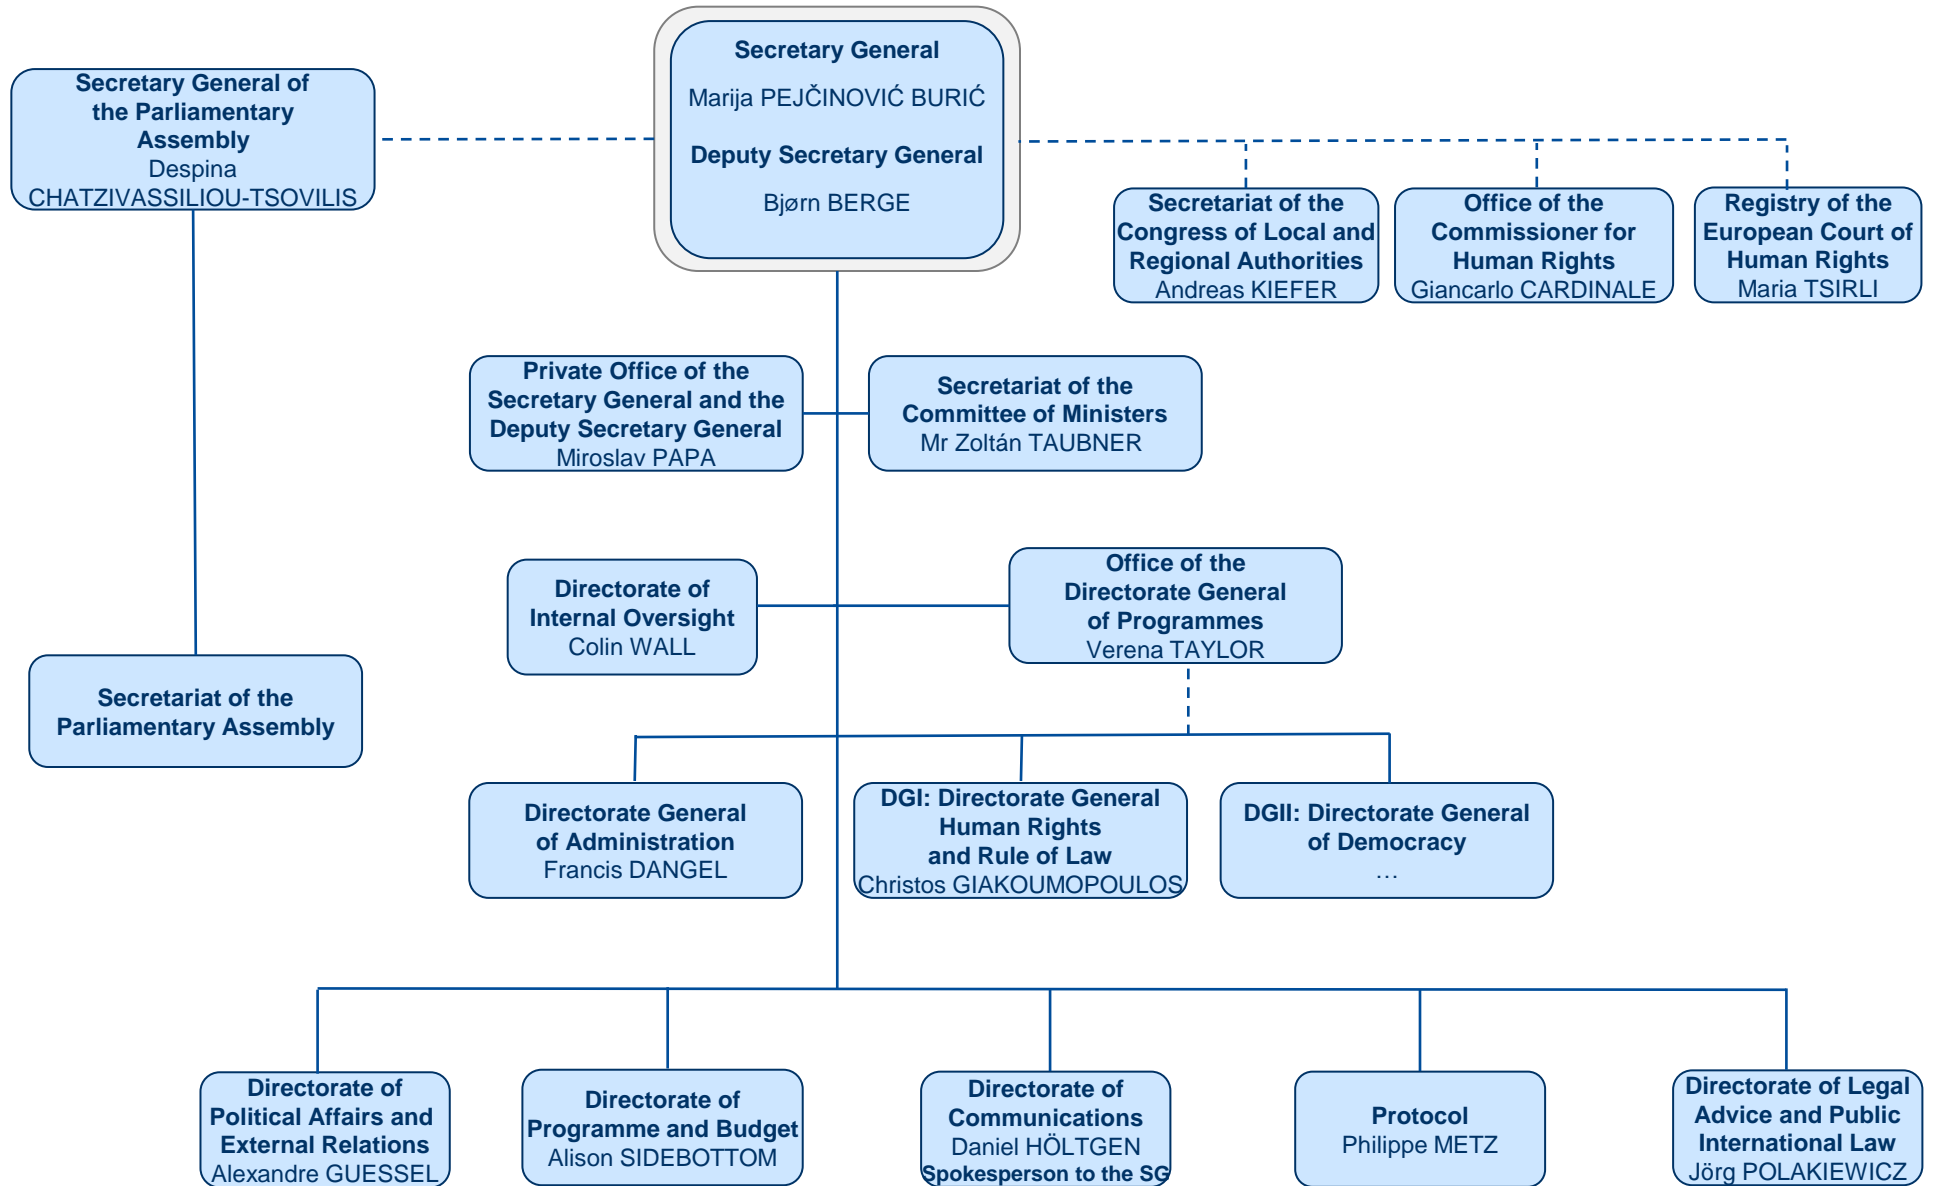 Secretary General
Marija PEJČINOVIĆ BURIĆ
Deputy Secretary General
Bjørn BERGE
Secretary General of
the Parliamentary
Assembly
Despina
CHATZIVASSILIOU-TSOVILIS
Secretariat of the
Congress of Local and
Regional Authorities
Andreas KIEFER
Office of the
Commissioner for
Human Rights
Giancarlo CARDINALE
Registry of the
European Court of
Human Rights
Maria TSIRLI
Private Office of the
Secretary General and the
Deputy Secretary General
Miroslav PAPA
Secretariat of the
Committee of Ministers
Mr Zoltán TAUBNER
Directorate of
Internal Oversight
Colin WALL
Office of the
Directorate General
of Programmes
Verena TAYLOR
Secretariat of the
Parliamentary Assembly
Directorate General
of Administration
Francis DANGEL
DGI: Directorate General
Human Rights
and Rule of Law
Christos GIAKOUMOPOULOS
DGII: Directorate General
of Democracy
…
Directorate of
Political Affairs and
External Relations
Alexandre GUESSEL
Directorate of
Programme and Budget
Alison SIDEBOTTOM
Directorate of
Communications
Daniel HÖLTGEN
Spokesperson to the SG
Protocol
Philippe METZ
Directorate of Legal
Advice and Public
International Law
Jörg POLAKIEWICZ